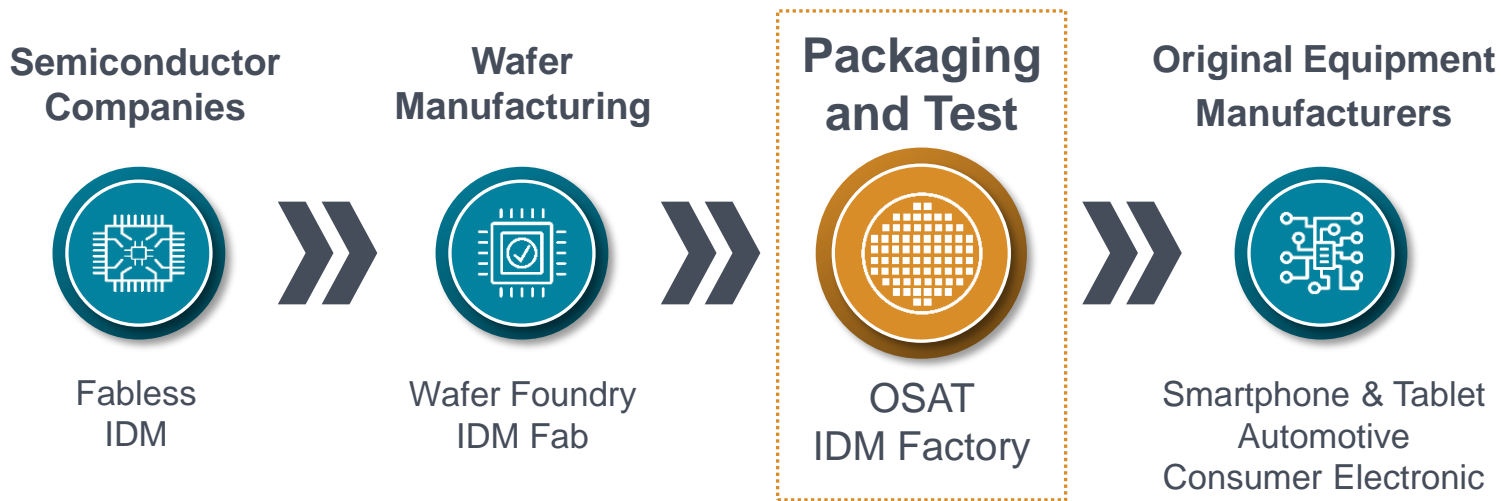 Semiconductor
Companies
Fabless
IDM
Wafer
Manufacturing
Wafer Foundry
IDM Fab
Packaging
and Test
OSAT
IDM Factory
Original Equipment
Manufacturers
Smartphone & Tablet
Automotive
Consumer Electronic